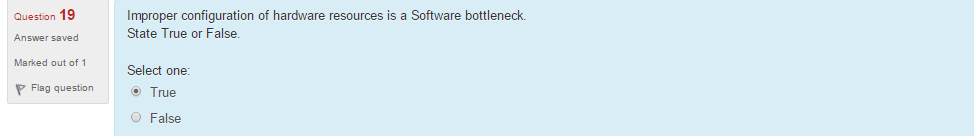 Question 19
Answer saved
Marked out of 1
Flag question
Improper configuration of hardware resources is a Software bottleneck.
State True or False.
Select one:
True
False